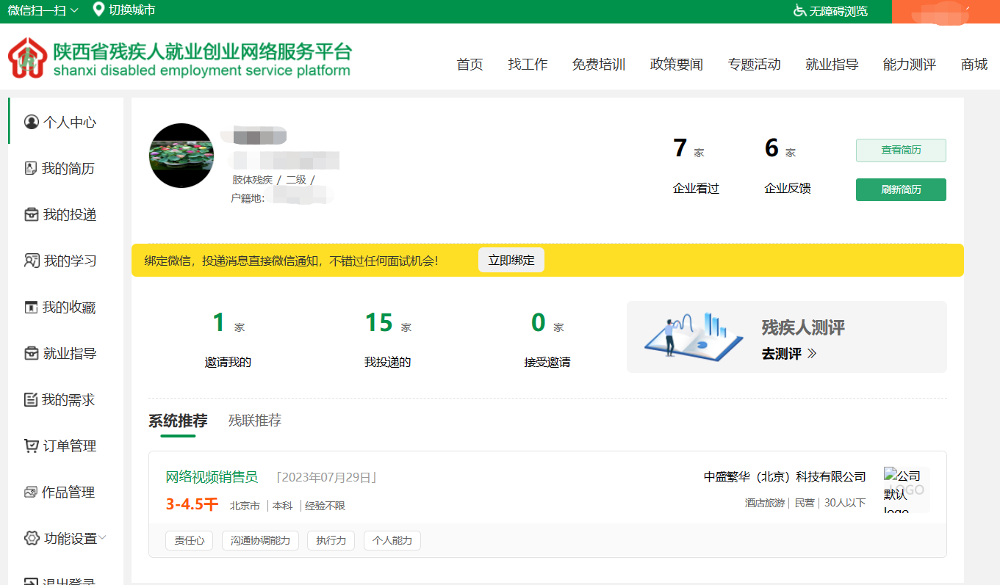 微信扫一扫 切换城市 无障碍浏览
陕西省残疾人就业创业网络服务平台
shanxi disabled employment service platform
首页 找工作 免费培训 政策要闻 专题活动 就业指导 能力测评 商城
个人中心
我的简历
我的投递
我的学习
我的收藏
就业指导
我的需求
订单管理
作品管理
功能设置
退出登录
肢体残疾 / 二级 /
户籍地:
7 家
企业看过
6 家
企业反馈
查看简历
刷新简历
绑定微信，投递消息直接微信通知，不错过任何面试机会！ 立即绑定
1 家
邀请我的
15 家
我投递的
0 家
接受邀请
残疾人测评
去测评
系统推荐 残联推荐
网络视频销售员 「2023年07月29日」
3-4.5千 北京市 本科 经验不限
中盛繁华（北京）科技有限公司
酒店旅游 民营 30人以下
公司
默认
logo
LOGO
责任心 沟通协调能力 执行力 个人能力